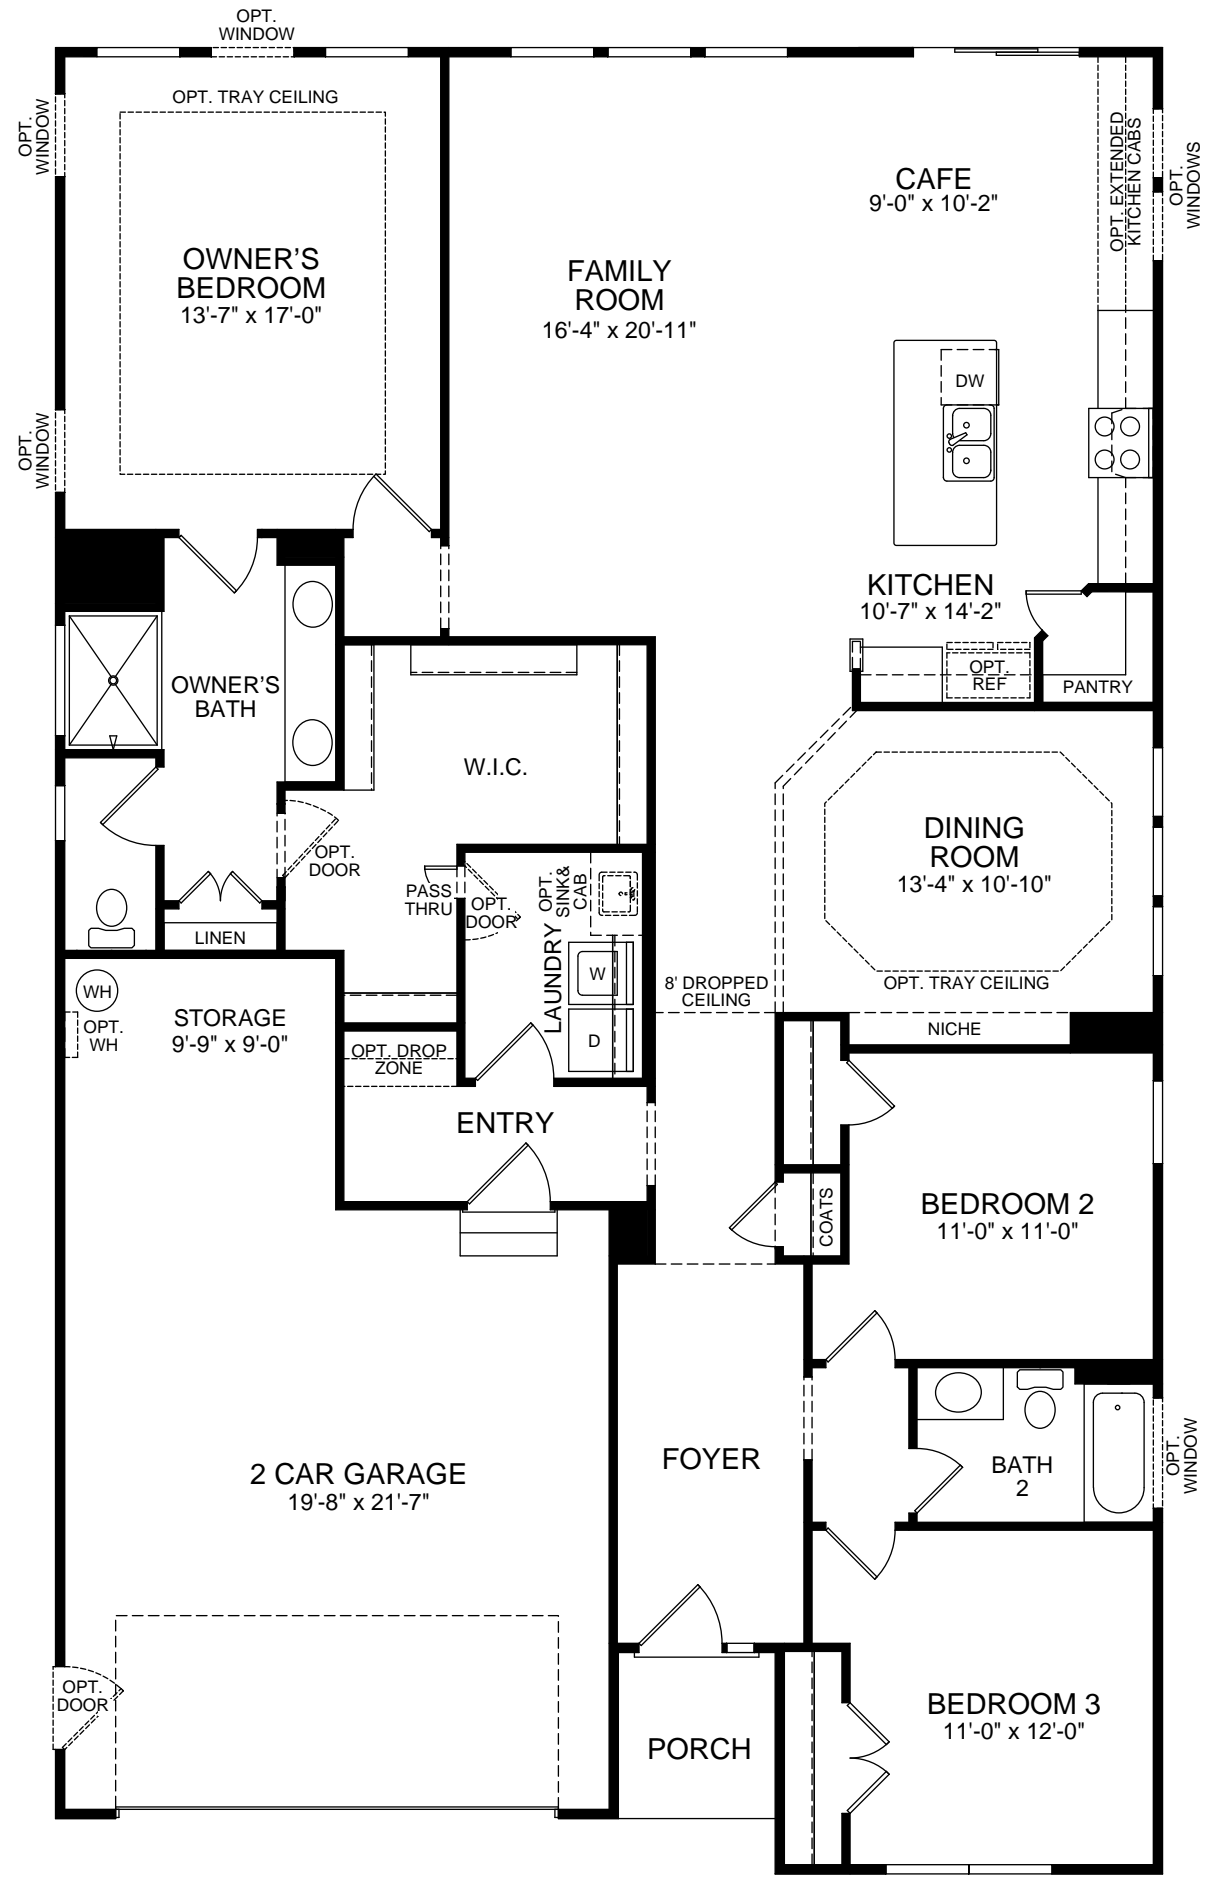 OPT.
WINDOW
OPT. TRAY CEILING
OPT.
WINDOW
OWNER'S
BEDROOM
13'-7" x 17'-0"
OPT.
WINDOW
FAMILY
ROOM
16'-4" x 20'-11"
CAFE
9'-0" x 10'-2"
OPT. EXTENDED
KITCHEN CABS
OPT.
WINDOWS
DW
KITCHEN
10'-7" x 14'-2"
OPT.
REF
PANTRY
OWNER'S
BATH
W.I.C.
OPT.
DOOR
PASS
THRU
OPT.
DOOR
OPT.
SINK&
CAB
LAUNDRY
W
D
LINEN
DINING
ROOM
13'-4" x 10'-10"
OPT. TRAY CEILING
8' DROPPED
CEILING
NICHE
WH
OPT.
WH
STORAGE
9'-9" x 9'-0"
OPT. DROP
ZONE
ENTRY
COATS
BEDROOM 2
11'-0" x 11'-0"
2 CAR GARAGE
19'-8" x 21'-7"
FOYER
BATH
2
OPT.
WINDOW
OPT.
DOOR
PORCH
BEDROOM 3
11'-0" x 12'-0"